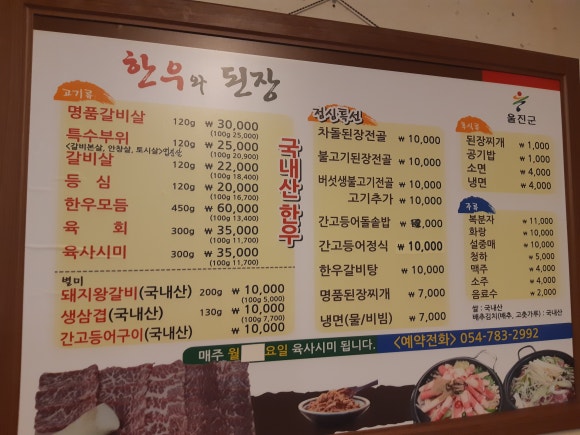 한우와 된장
고기류
명품갈비살 120g ₩ 30,000
(100g 25,000)
특수부위 120g ₩ 25,000
<갈비본살, 안창살, 토시살> (100g 20,900)
갈비살 120g ₩ 22,000
(100g 18,400)
등 심 120g ₩ 20,000
(100g 16,700)
한우모듬 450g ₩ 60,000
(100g 13,400)
육 회 300g ₩ 35,000
(100g 11,700)
육사시미 300g ₩ 35,000
(100g 11,700)
국내산한우
별미
돼지왕갈비(국내산) 200g ₩ 10,000
(100g 5,000)
생삼겹(국내산) 130g ₩ 10,000
(100g 7,700)
간고등어구이(국내산) ₩ 10,000
점심특선
차돌된장전골 ₩ 10,000
불고기된장전골 ₩ 10,000
버섯생불고기전골 ₩ 10,000
고기추가 ₩ 10,000
간고등어돌솥밥 ₩
간고등어정식 ₩ 10,000
한우갈비탕 ₩ 10,000
명품된장찌개 ₩ 7,000
냉면(물/비빔) ₩ 7,000
울진군
된장찌개 ₩ 1,000
공기밥 ₩ 1,000
소면 ₩ 4,000
냉면 ₩ 4,000
주류
복분자 ₩ 11,000
화랑 ₩ 10,000
설중매 ₩ 10,000
청하 ₩ 5,000
맥주 ₩ 4,000
소주 ₩ 4,000
음료수 ₩ 2,000
쌀 : 국내산
배추김치(배추, 고춧가루) : 국내산
매주 월 요일 육사시미 됩니다.
<예약전화> 054-783-2992